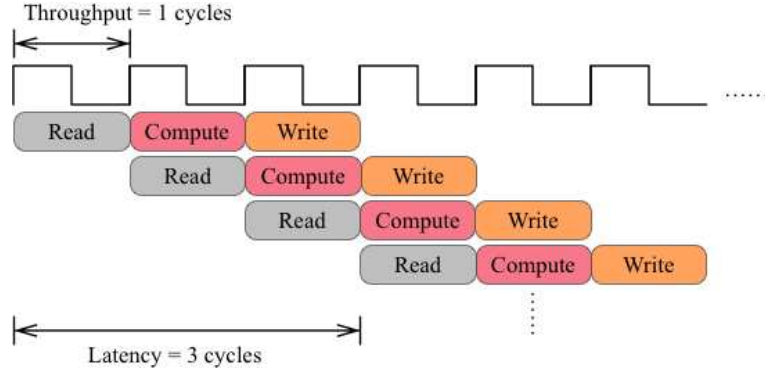 Throughput = 1 cycles
Read Compute Write
Read Compute Write
Read Compute Write
Read Compute Write
Latency = 3 cycles